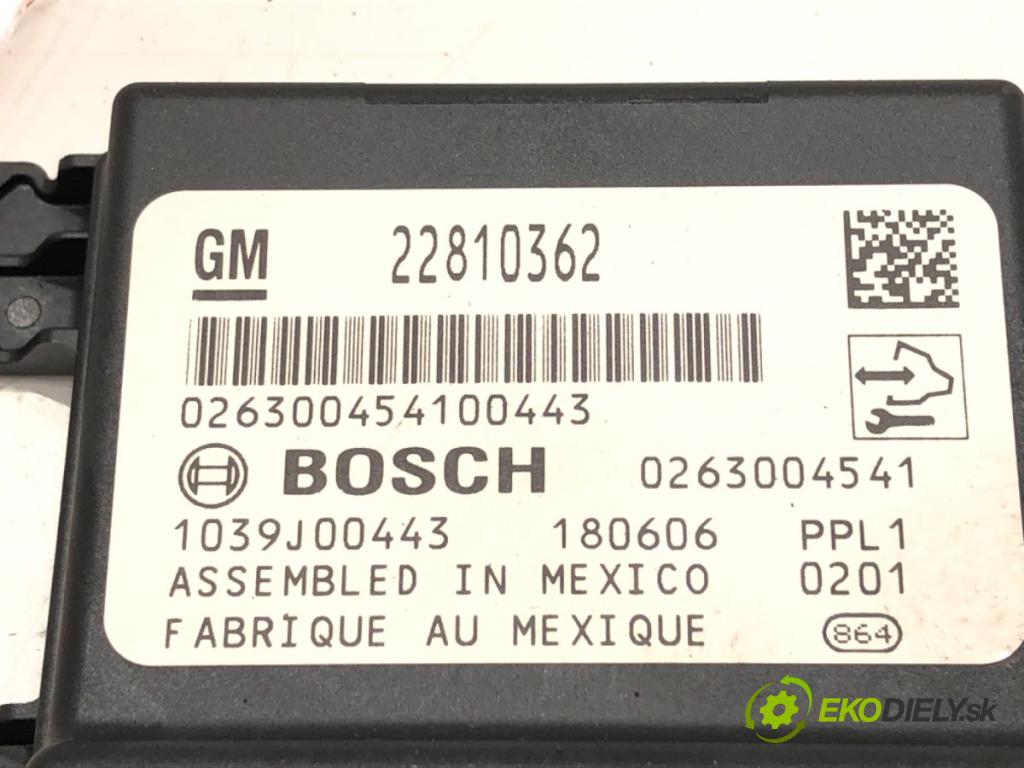 GM 22810362
026300454100443
BOSCH 0263004541
1039J00443 180606 PPL1
ASSEMBLED IN MEXICO 0201
FABRIQUE AU MEXIQUE 864
EKODIELY.sk